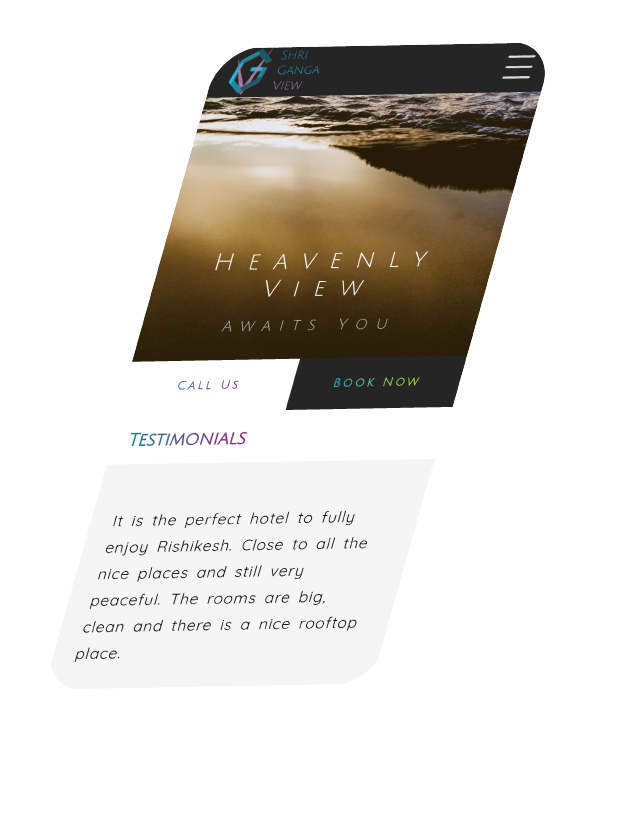 Shri
Ganga
View
Heavenly
View
Awaits You
Call Us
Book Now
Testimonials
It is the perfect hotel to fully
enjoy Rishikesh. Close to all the
nice places and still very
peaceful. The rooms are big,
clean and there is a nice rooftop
place.